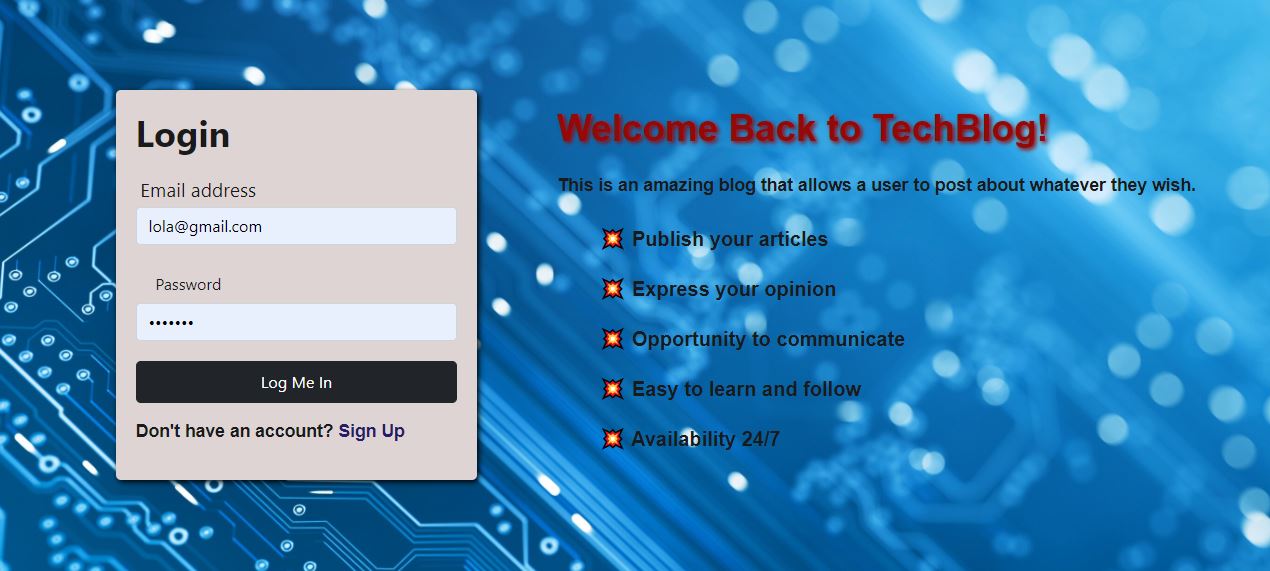 Login
Email address
lola@gmail.com
Password
•••••••
Log Me In
Don't have an account? Sign Up
Welcome Back to TechBlog!
This is an amazing blog that allows a user to post about whatever they wish.
💥 Publish your articles
💥 Express your opinion
💥 Opportunity to communicate
💥 Easy to learn and follow
💥 Availability 24/7